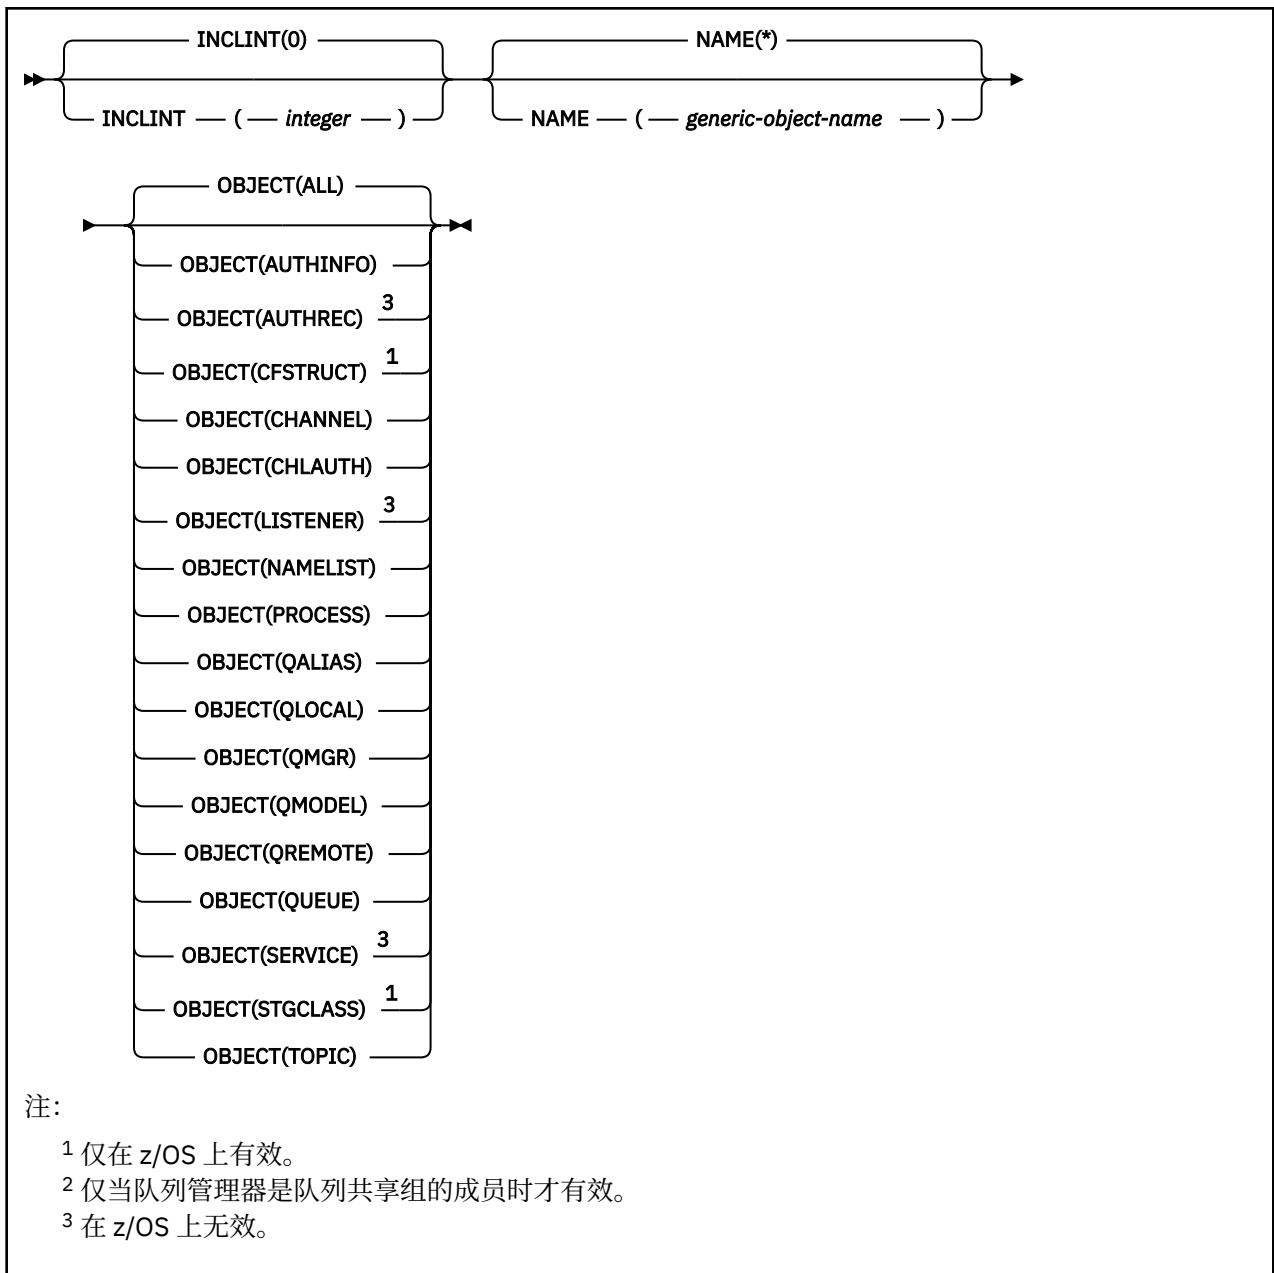 INCLINT(0) NAME(*)
INCLINT ( integer ) NAME ( generic-object-name )
OBJECT(ALL)
OBJECT(AUTHINFO)
OBJECT(AUTHREC) 3
OBJECT(CFSTRUCT) 1
OBJECT(CHANNEL)
OBJECT(CHLAUTH)
OBJECT(LISTENER) 3
OBJECT(NAMELIST)
OBJECT(PROCESS)
OBJECT(QALIAS)
OBJECT(QLOCAL)
OBJECT(QMGR)
OBJECT(QMODEL)
OBJECT(QREMOTE)
OBJECT(QUEUE)
OBJECT(SERVICE) 3
OBJECT(STGCLASS) 1
OBJECT(TOPIC)
注：
1 仅在 z/OS 上有效。
2 仅当队列管理器是队列共享组的成员时才有效。
3 在 z/OS 上无效。